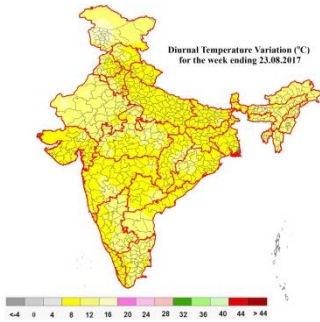 Diurnal Temperature Variation (°C)
for the week ending 23.08.2017
<-4 0 4 8 12 16 20 24 28 32 36 40 44 > 44